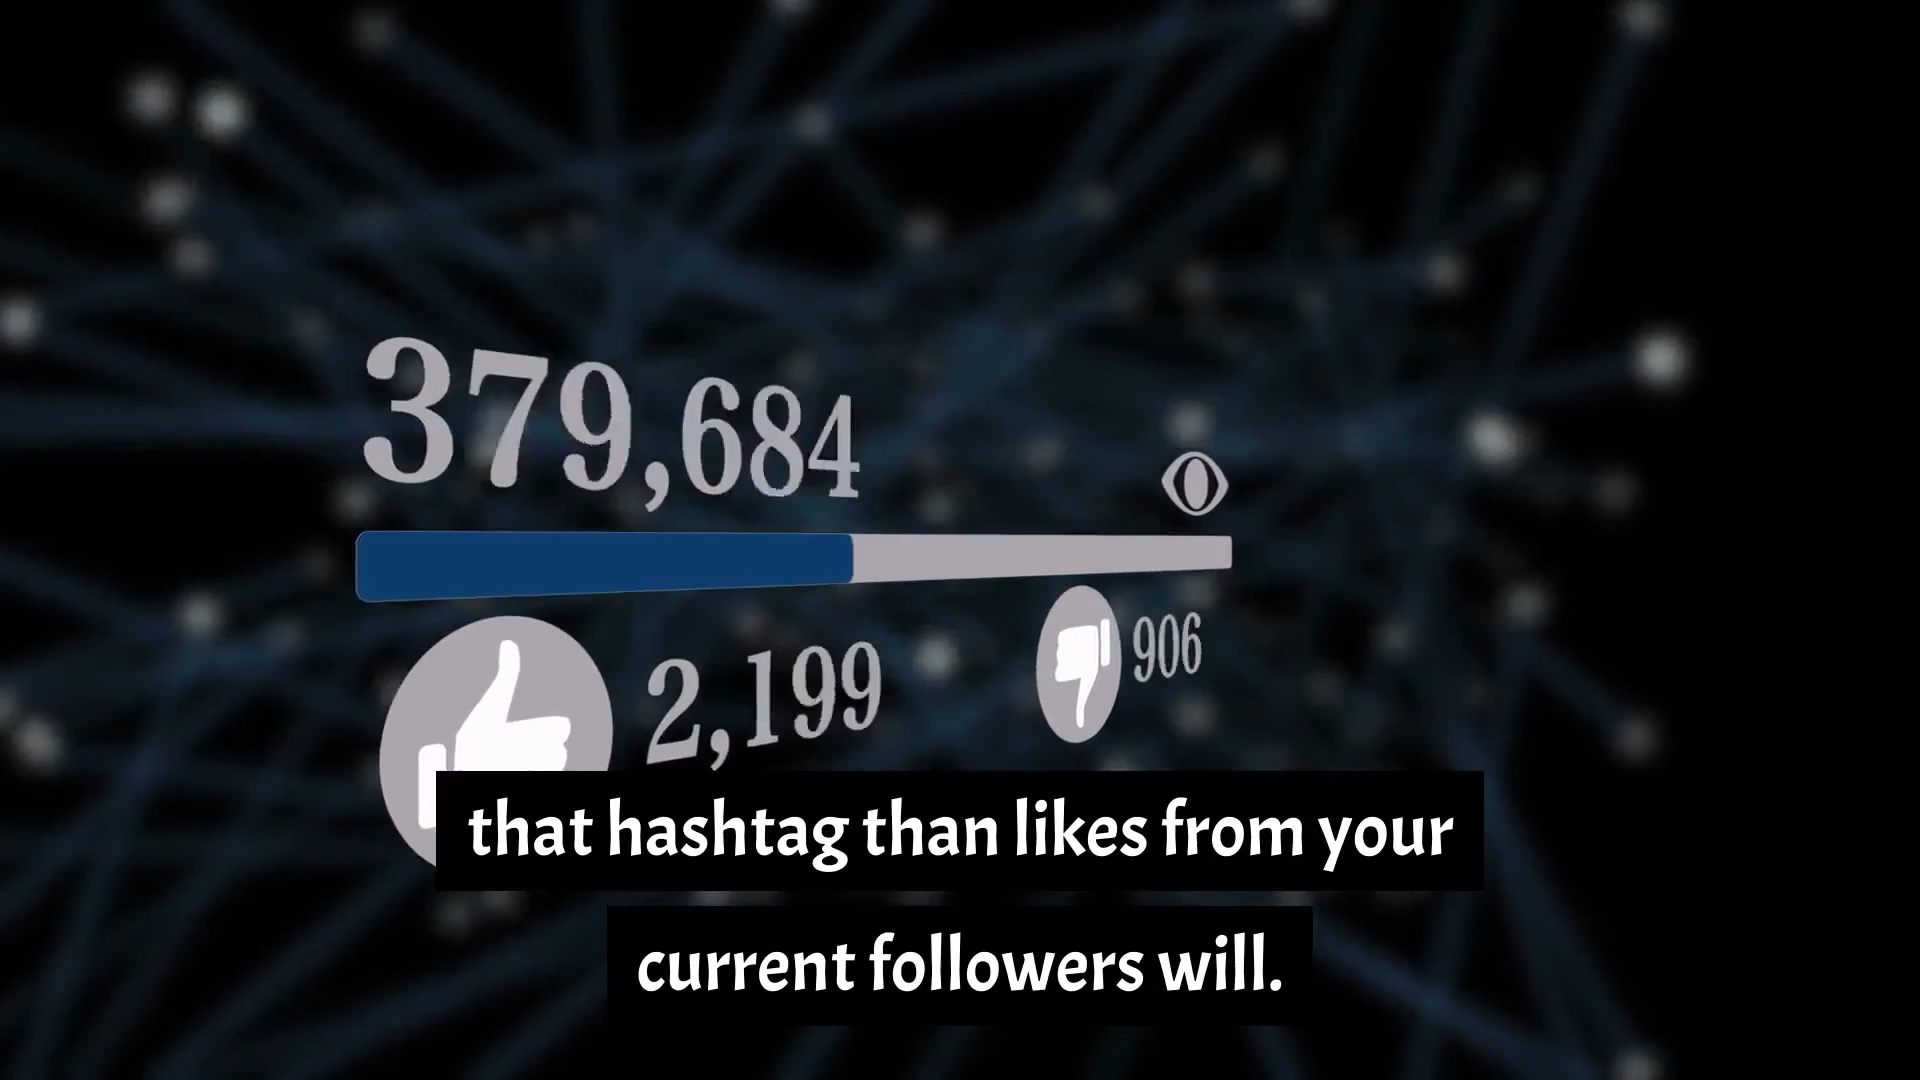 379,684
2,199
906
that hashtag than likes from your
current followers will.